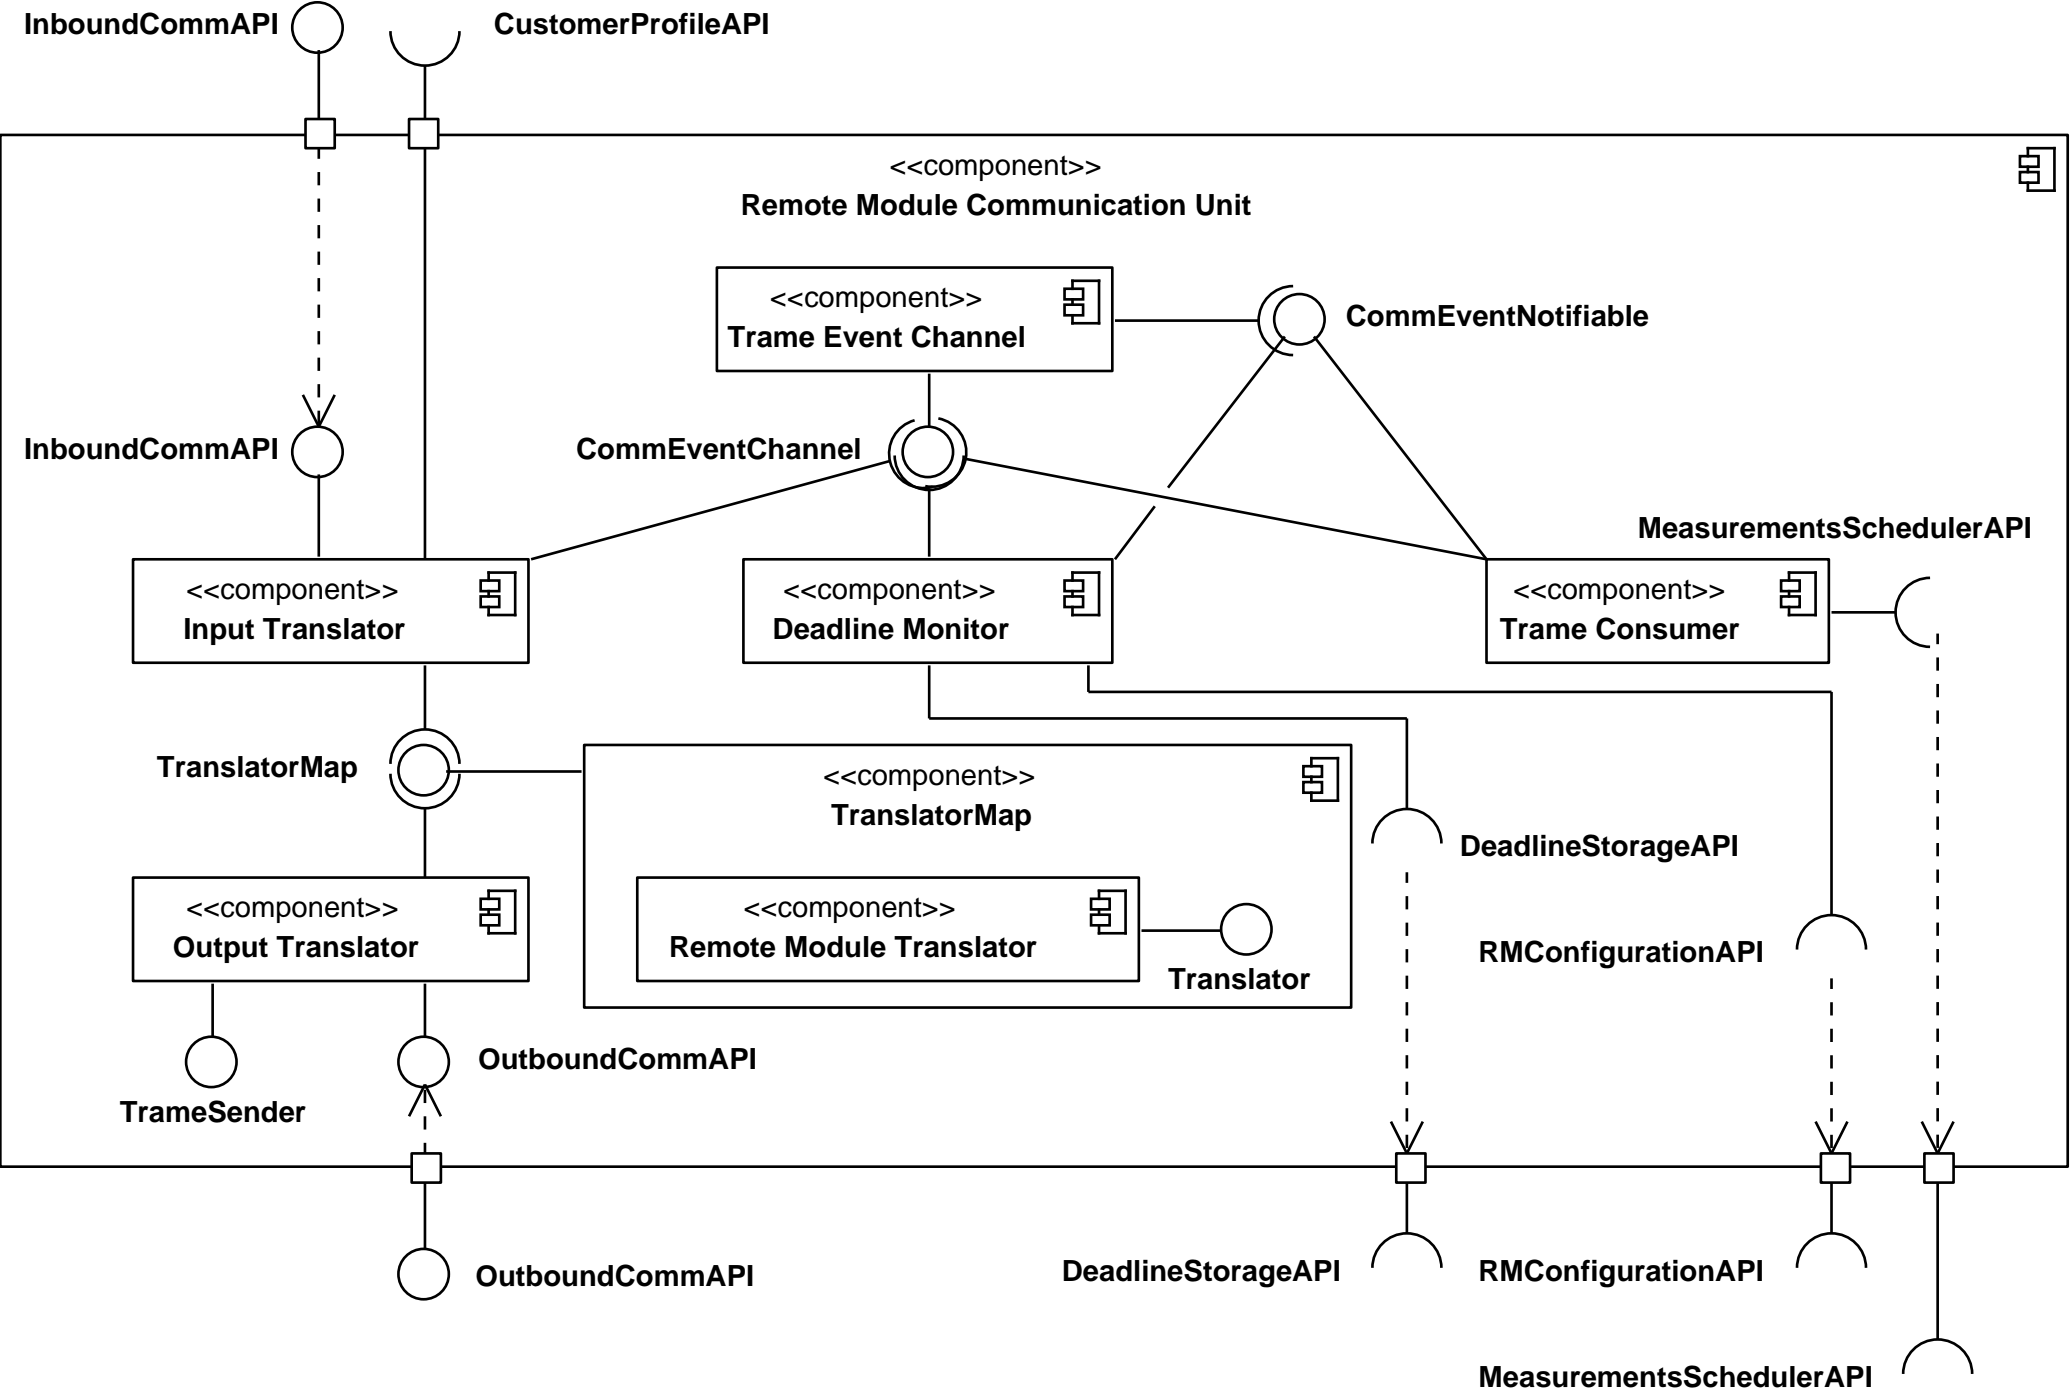 InboundCommAPI
CustomerProfileAPI
<<component>>
Remote Module Communication Unit
<<component>>
Trame Event Channel
CommEventNotifiable
InboundCommAPI
CommEventChannel
MeasurementsSchedulerAPI
<<component>>
Input Translator
<<component>>
Deadline Monitor
<<component>>
Trame Consumer
TranslatorMap
<<component>>
TranslatorMap
DeadlineStorageAPI
<<component>>
Output Translator
<<component>>
Remote Module Translator
Translator
RMConfigurationAPI
OutboundCommAPI
TrameSender
OutboundCommAPI
DeadlineStorageAPI
RMConfigurationAPI
MeasurementsSchedulerAPI